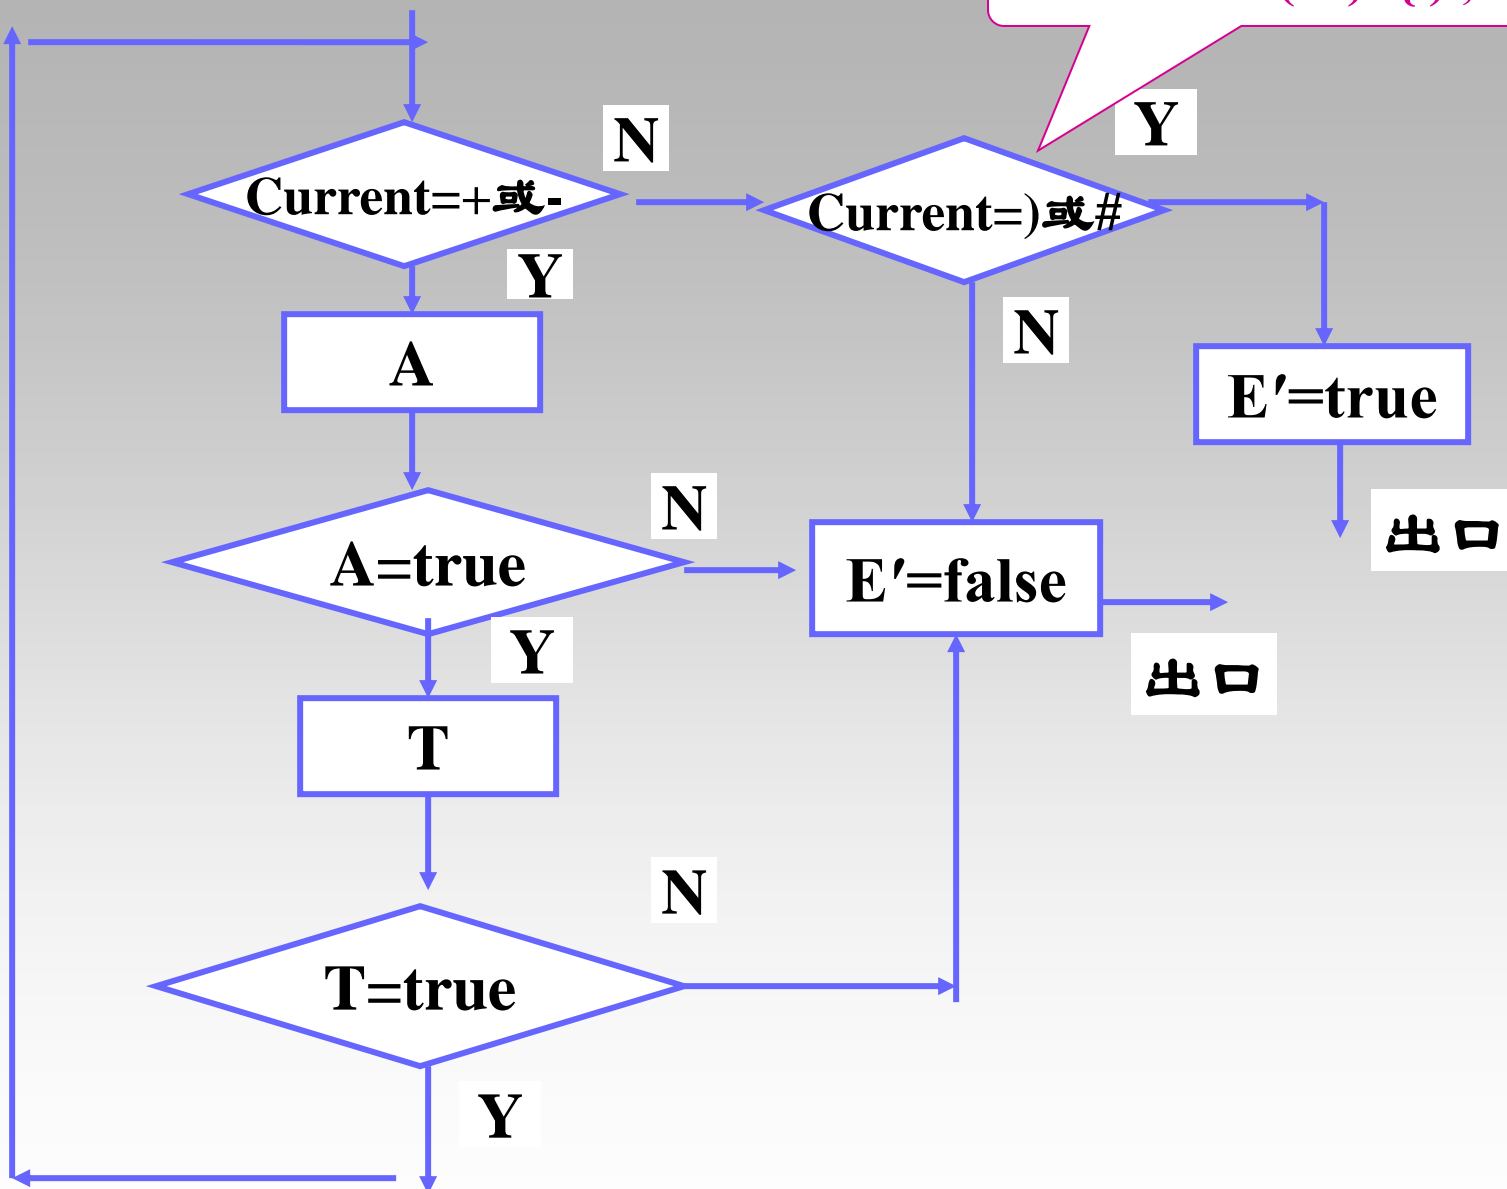 N
Y
Current=+或-
Current=)或#
Y
N
A
E′=true
N
A=true
E′=false
出口
Y
出口
T
N
T=true
Y